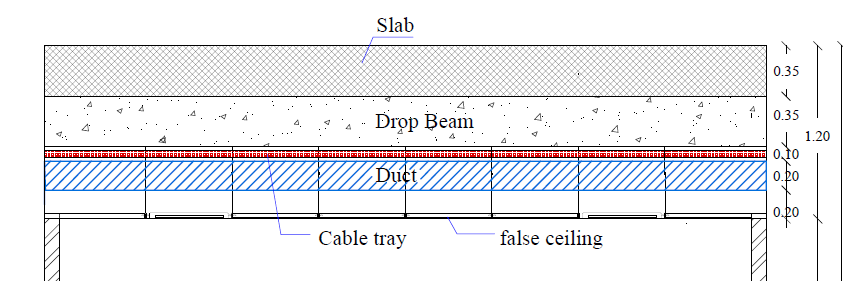 Slab
0.35
0.35
Drop Beam
1.20
0.10
Duct
0.20
0.20
Cable tray
false ceiling